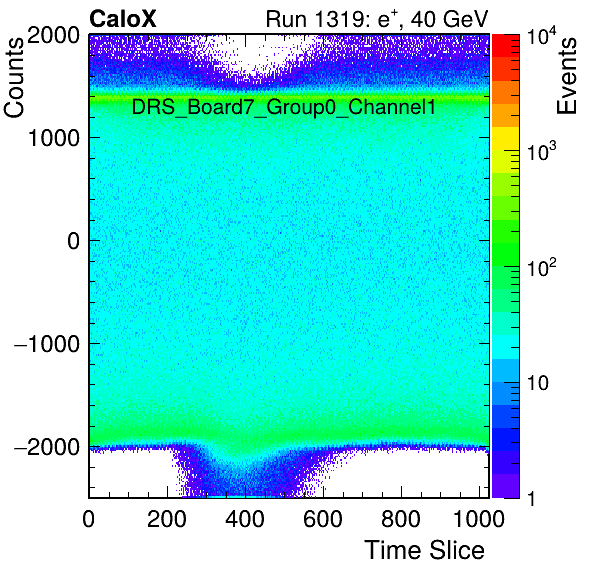 CaloX Run 1319: e⁺, 40 GeV
Counts
2000
1000
0
−1000
−2000
DRS_Board7_Group0_Channel1
0 200 400 600 800 1000
Time Slice
Events
10⁴
10³
10²
10
1